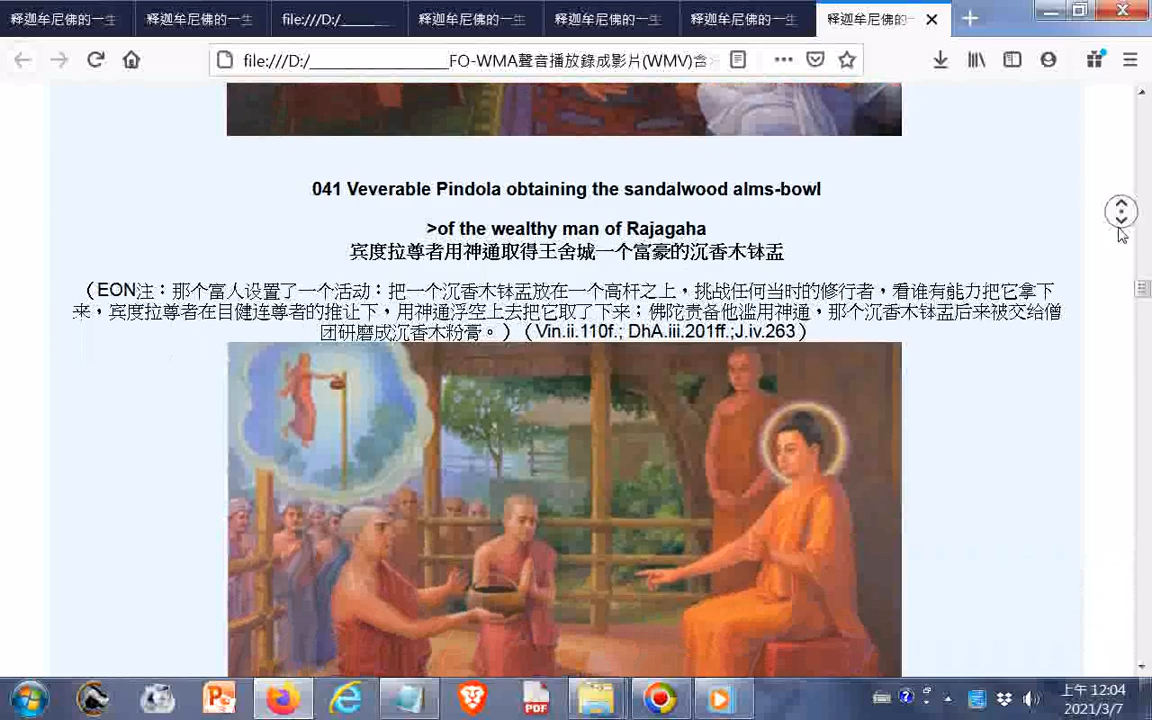 释迦牟尼佛的一生
释迦牟尼佛的一生
file:///D:/______
释迦牟尼佛的一生
释迦牟尼佛的一生
释迦牟尼佛的一生
释迦牟尼佛的一
file:///D:/__________________FO-WMA聲音播放錄成影片(WMV)含
041 Veverable Pindola obtaining the sandalwood alms-bowl
>of the wealthy man of Rajagaha
宾度拉尊者用神通取得王舍城一个富豪的沉香木钵盂
（EON注：那个富人设置了一个活动：把一个沉香木钵盂放在一个高杆之上，挑战任何当时的修行者，看谁有能力把它拿下
来，宾度拉尊者在目健连尊者的推让下，用神通浮空上去把它取了下来；佛陀责备他滥用神通，那个沉香木钵盂后来被交给僧
团研磨成沉香木粉膏。）（Vin.ii.110f.; DhA.iii.201ff.;J.iv.263）
PDF
上午 12:04
2021/3/7